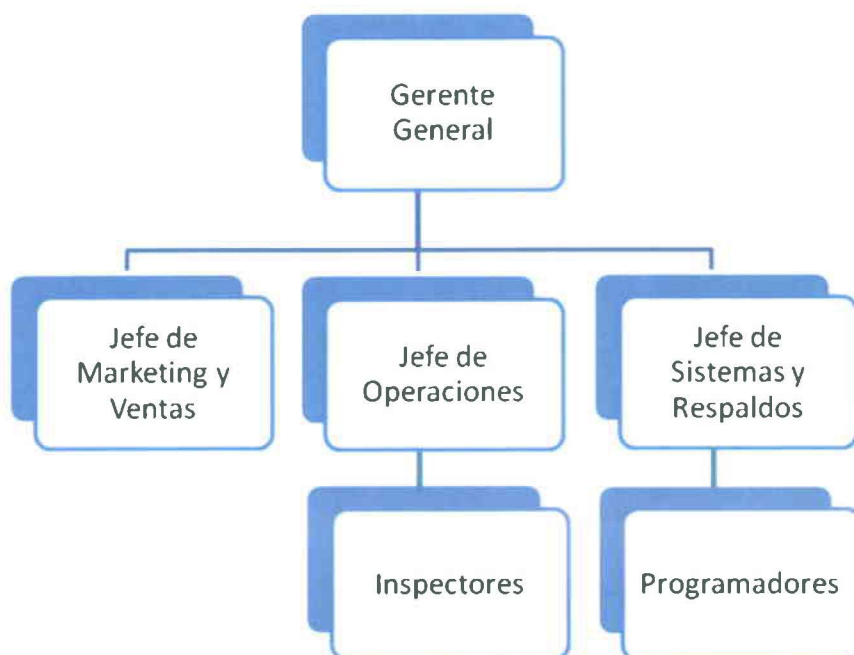 Gerente
General
Jefe de
Marketing y
Ventas
Jefe de
Operaciones
Jefe de
Sistemas y
Respaldos
Inspectores
Programadores